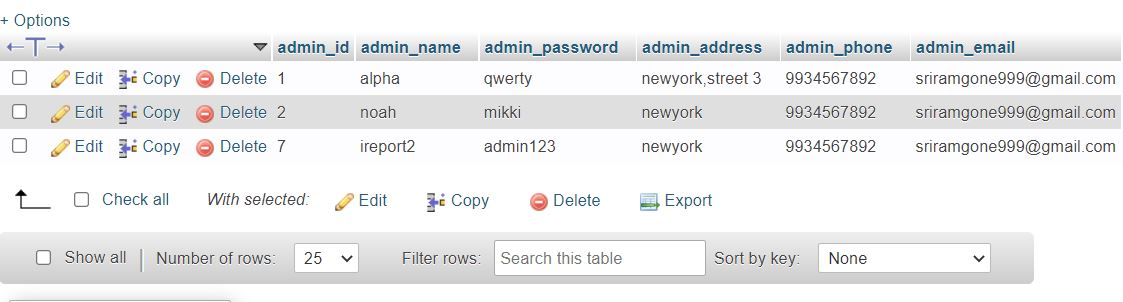 + Options
←T→ admin_id admin_name admin_password admin_address admin_phone admin_email
Edit Copy Delete 1 alpha qwerty newyork,street 3 9934567892 sriramgone999@gmail.com
Edit Copy Delete 2 noah mikki newyork 9934567892 sriramgone999@gmail.com
Edit Copy Delete 7 ireport2 admin123 newyork 9934567892 sriramgone999@gmail.com
Check all With selected: Edit Copy Delete Export
Show all Number of rows: 25 Filter rows: Search this table Sort by key: None